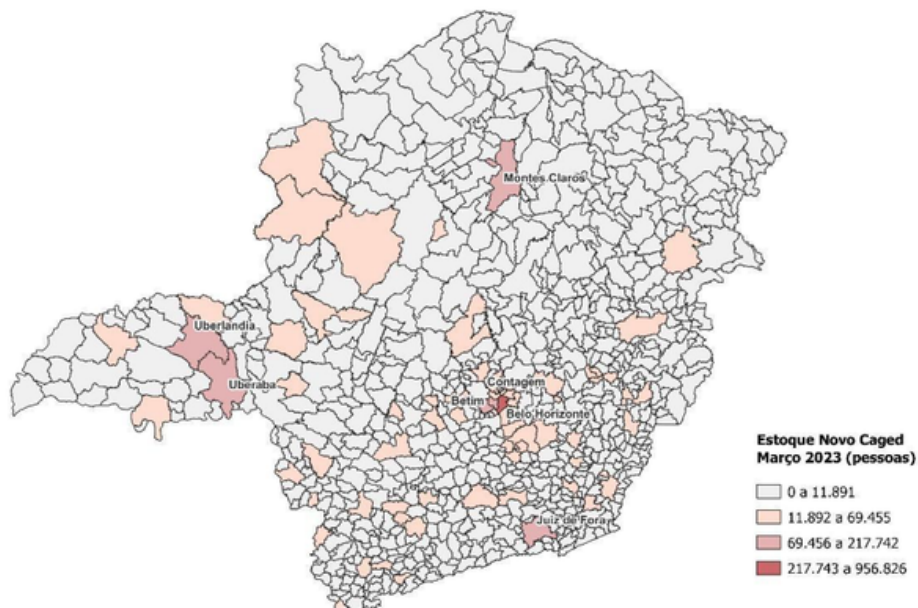 Montes Claros
Uberlandia
Uberaba
Contagem
Betim
Belo Horizonte
Juiz de Fora
Estoque Novo Caged
Março 2023 (pessoas)
0 a 11.891
11.892 a 69.455
69.456 a 217.742
217.743 a 956.826